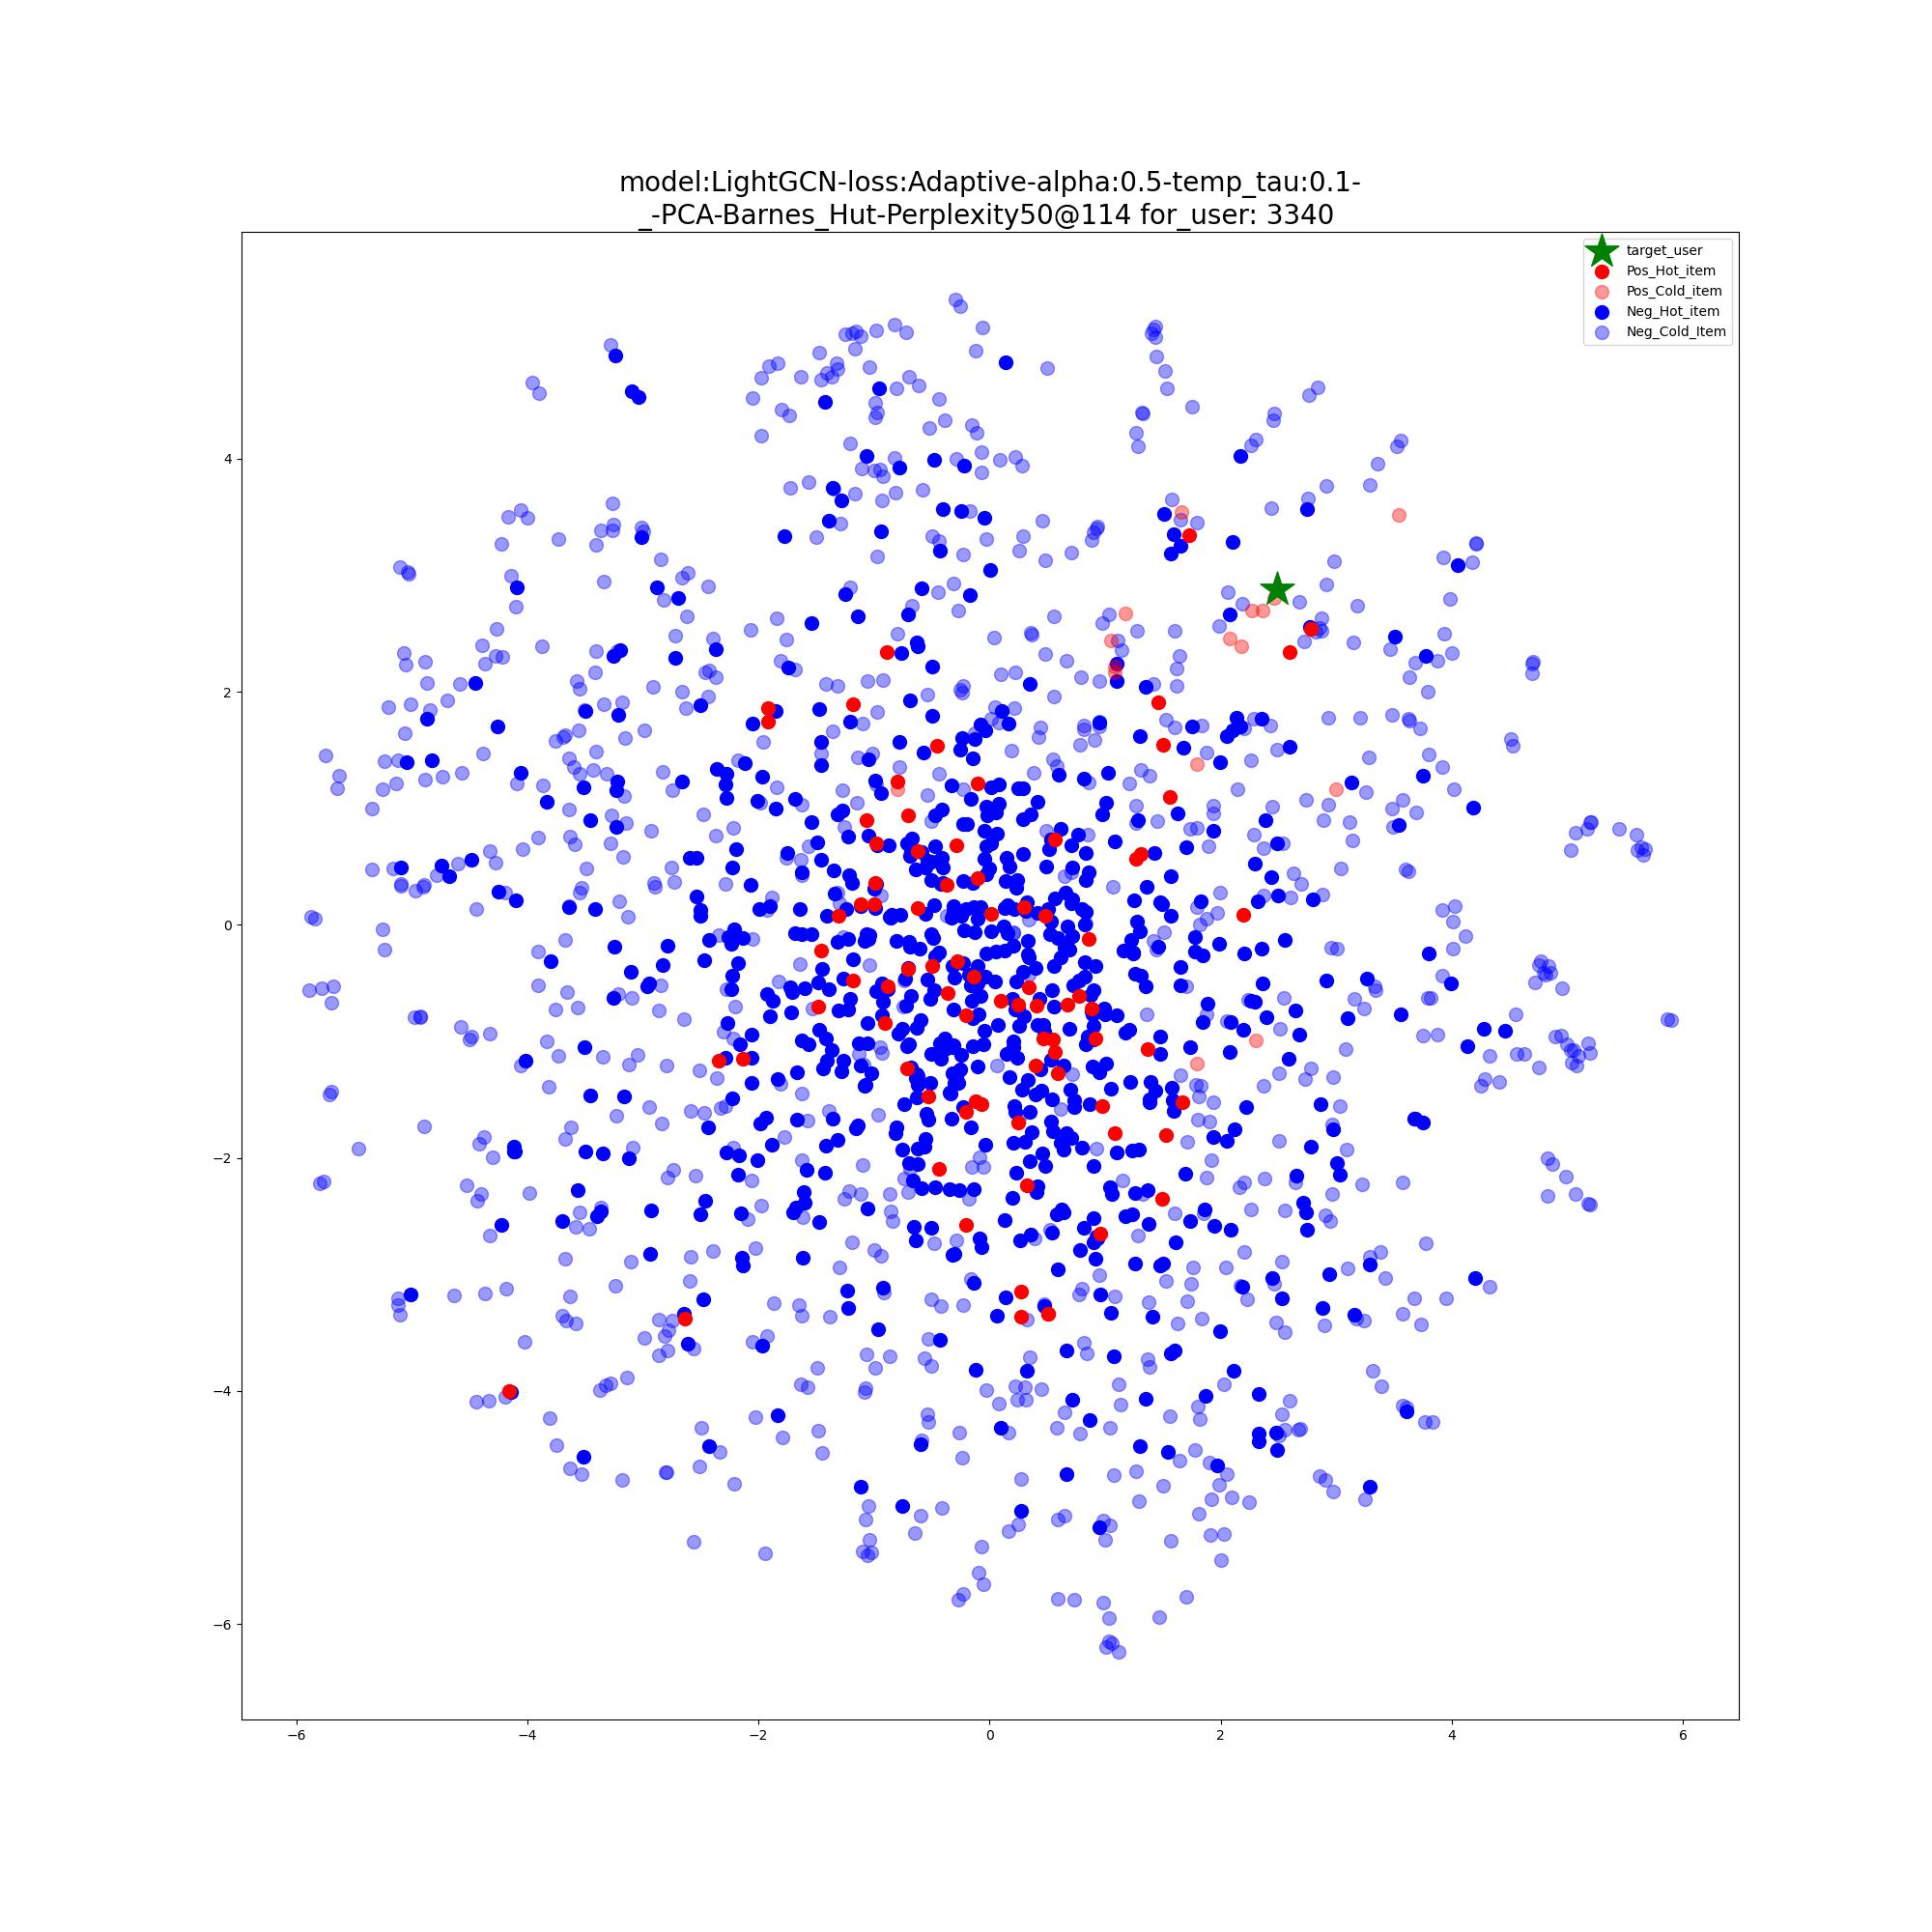 model:LightGCN-loss:Adaptive-alpha:0.5-temp_tau:0.1-
_-PCA-Barnes_Hut-Perplexity50@114 for_user: 3340
target_user
Pos_Hot_item
Pos_Cold_item
Neg_Hot_item
Neg_Cold_Item
4
2
0
−2
−4
−6
−6
−4
−2
0
2
4
6